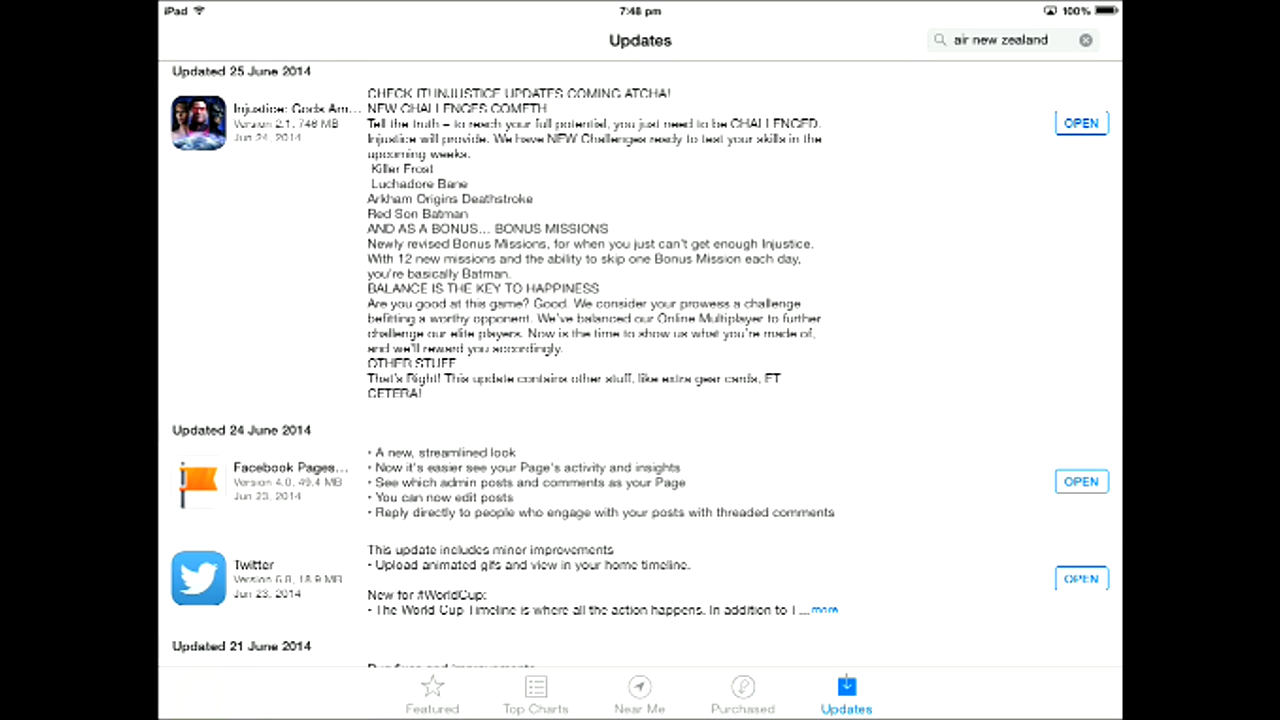 iPad
7:48 pm
100%
Updates
air new zealand
Updated 25 June 2014
Injustice: Gods Am...
Version 2.1, 746 MB
Jun 24, 2014
CHECK IT! INJUSTICE UPDATES COMING ATCHA!
NEW CHALLENGES COMETH
Tell the truth – to reach your full potential, you just need to be CHALLENGED.
Injustice will provide. We have NEW Challenges ready to test your skills in the
upcoming weeks.
Killer Frost
Luchadore Bane
Arkham Origins Deathstroke
Red Son Batman
AND AS A BONUS... BONUS MISSIONS
Newly revised Bonus Missions, for when you just can't get enough Injustice.
With 12 new missions and the ability to skip one Bonus Mission each day,
you're basically Batman.
BALANCE IS THE KEY TO HAPPINESS
Are you good at this game? Good. We consider your prowess a challenge
befitting a worthy opponent. We've balanced our Online Multiplayer to further
challenge our elite players. Now is the time to show us what you're made of,
and we'll reward you accordingly.
OTHER STUFF
That's Right! This update contains other stuff, like extra gear cards, ET
CETERA!
OPEN
Updated 24 June 2014
Facebook Pages...
Version 4.0, 49.4 MB
Jun 23, 2014
• A new, streamlined look
• Now it's easier see your Page's activity and insights
• See which admin posts and comments as your Page
• You can now edit posts
• Reply directly to people who engage with your posts with threaded comments
OPEN
Twitter
Version 6.8, 18.9 MB
Jun 23, 2014
This update includes minor improvements
• Upload animated gifs and view in your home timeline.
New for #WorldCup:
• The World Cup Timeline is where all the action happens. In addition to t ... more
OPEN
Updated 21 June 2014
Bug fixes and improvements
Featured
Top Charts
Near Me
Purchased
Updates